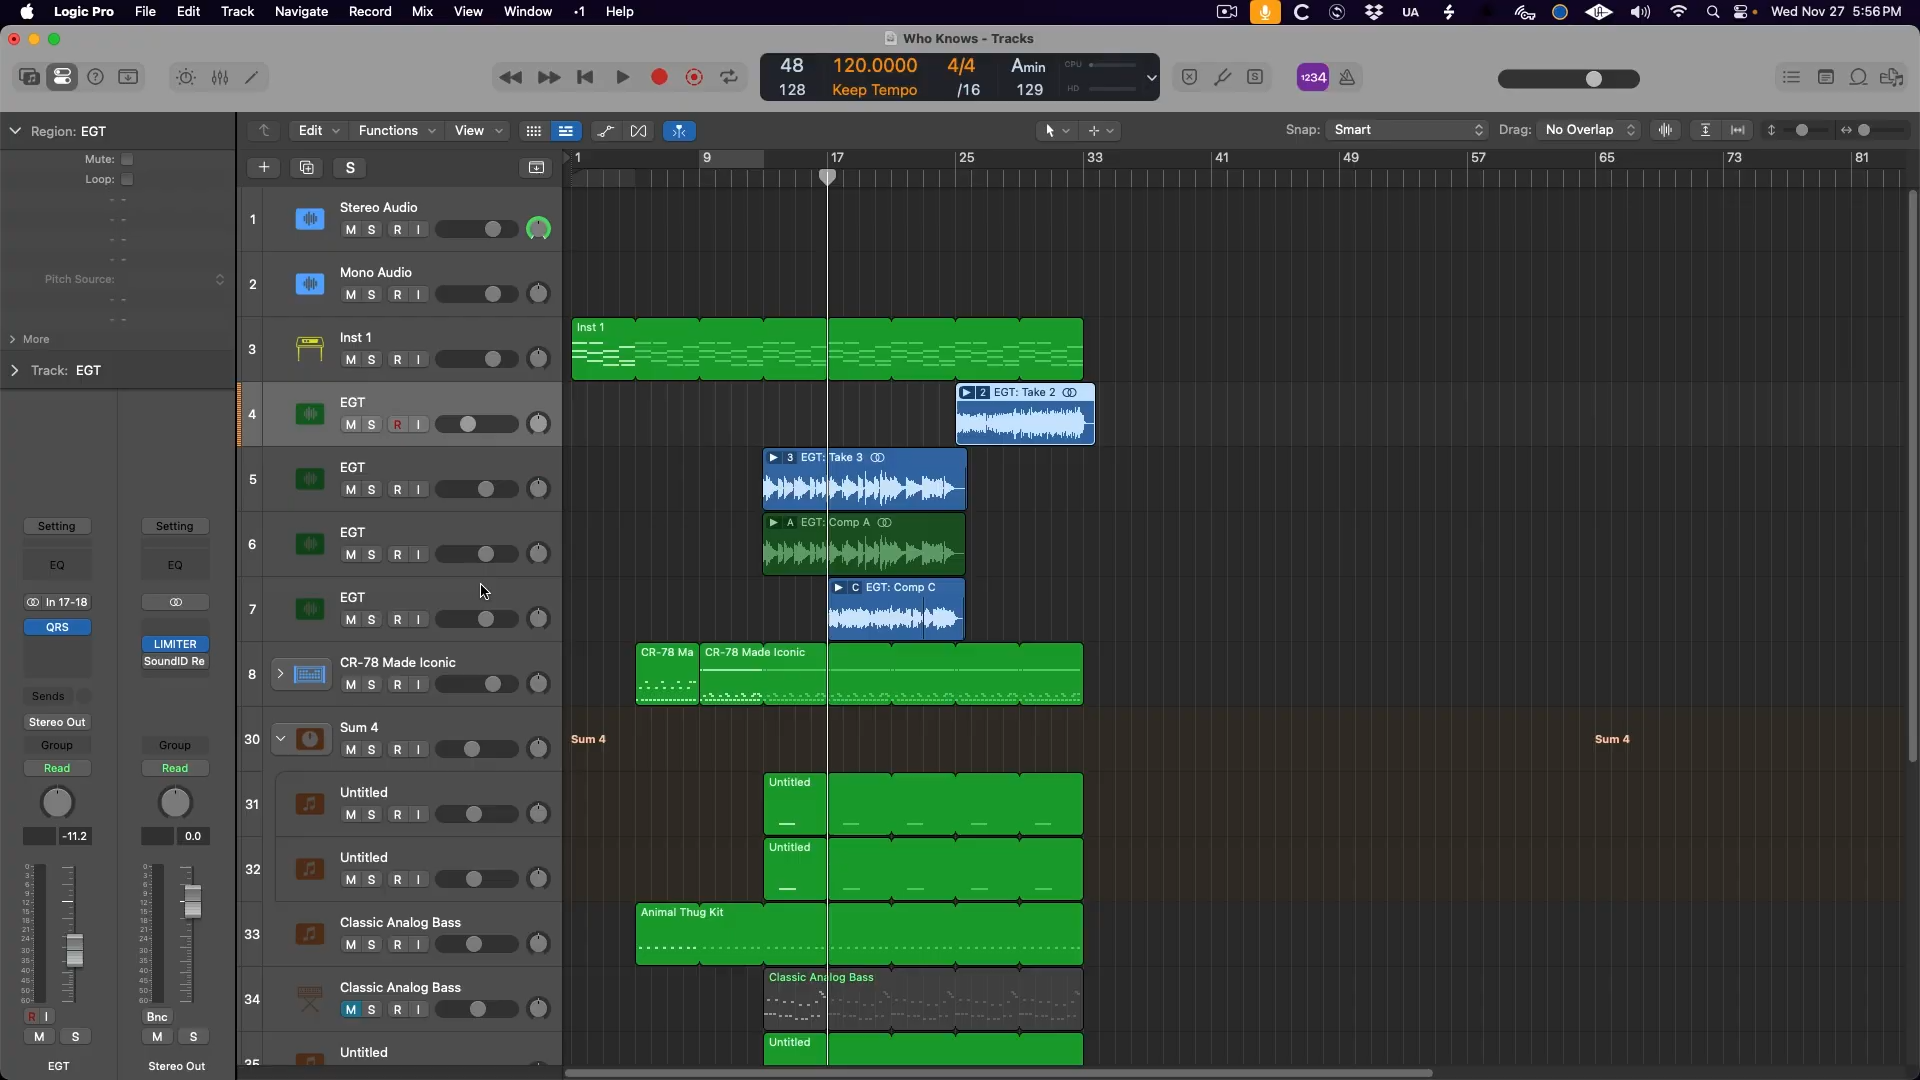 Logic Pro File Edit Track Navigate Record Mix View Window 1 Help UA Wed Nov 27 5:56 PM
Who Knows - Tracks
48 120.0000 4/4 Amin CPU
128 Keep Tempo /16 129 HD
1234
Region: EGT
Edit Functions View Snap: Smart Drag: No Overlap
Mute:
Loop:
Pitch Source:
More
Track: EGT
S
1 9 17 25 33 41 49 57 65 73 81
1 Stereo Audio
M S R I
2 Mono Audio
M S R I
3 Inst 1
M S R I
Inst 1
4 EGT
M S R I
2 EGT: Take 2
5 EGT
M S R I
3 EGT: Take 3
6 EGT
M S R I
A EGT: Comp A
7 EGT
M S R I
C EGT: Comp C
8 CR-78 Made Iconic
M S R I
CR-78 Ma CR-78 Made Iconic
30 Sum 4
M S R I
Sum 4 Sum 4
31 Untitled
M S R I
Untitled
32 Untitled
M S R I
Untitled
33 Classic Analog Bass
M S R I
Animal Thug Kit
34 Classic Analog Bass
M S R I
Classic Analog Bass
35 Untitled
Untitled
Setting Setting
EQ EQ
In 17-18
QRS
LIMITER
SoundID Re
Sends
Stereo Out
Group Group
Read Read
-11.2 0.0
R I Bnc
M S M S
EGT Stereo Out